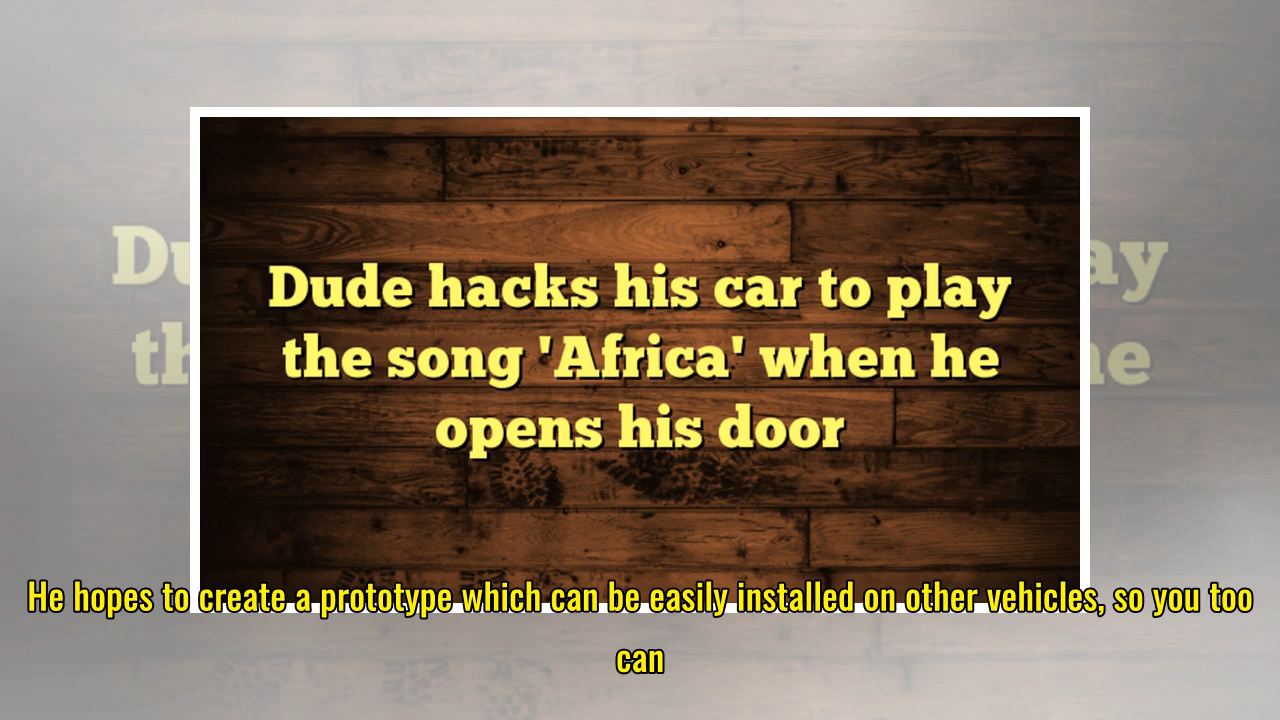 Dude hacks his car to play
the song 'Africa' when he
opens his door
He hopes to create a prototype which can be easily installed on other vehicles, so you too
can